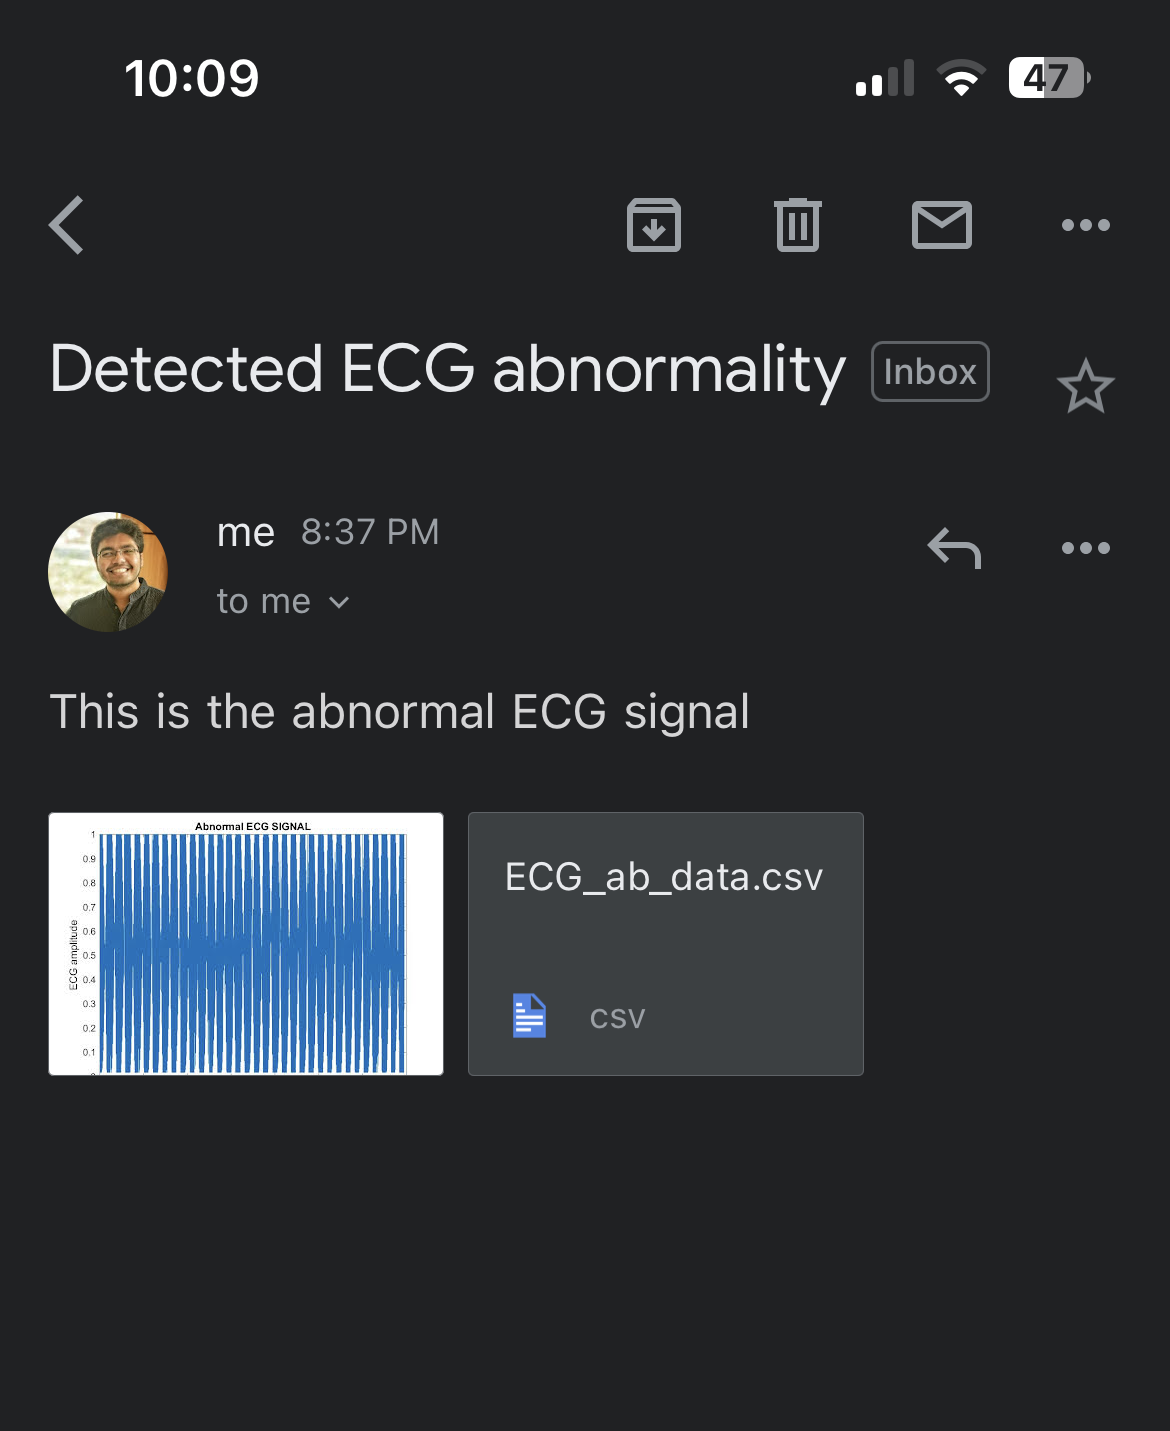 10:09
47
Detected ECG abnormality Inbox
me 8:37 PM
to me
This is the abnormal ECG signal
Abnormal ECG SIGNAL
1
0.9
0.8
0.7
0.6
0.5
0.4
0.3
0.2
0.1
ECG amplitude
ECG_ab_data.csv
csv